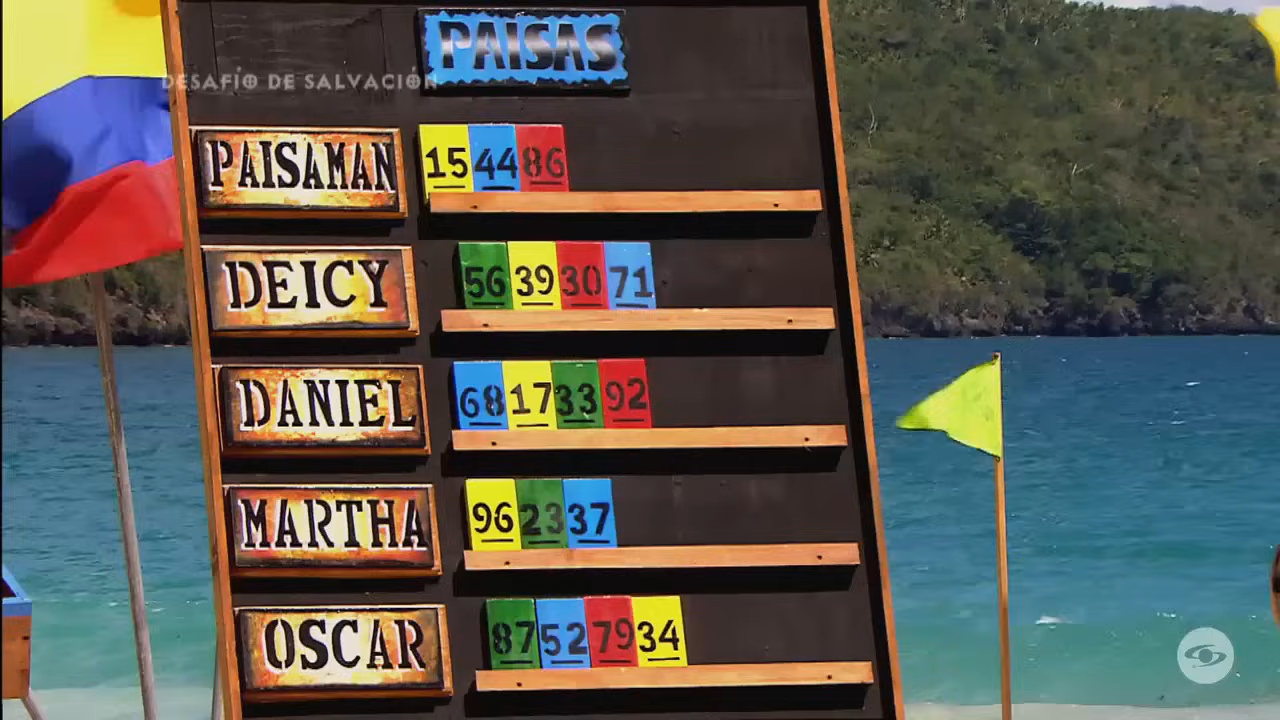 PAISAS
DESAFÍO DE SALVACIÓN
PAISAMAN 15 44 86
DEICY 56 39 30 71
DANIEL 68 17 33 92
MARTHA 96 23 37
OSCAR 87 52 79 34